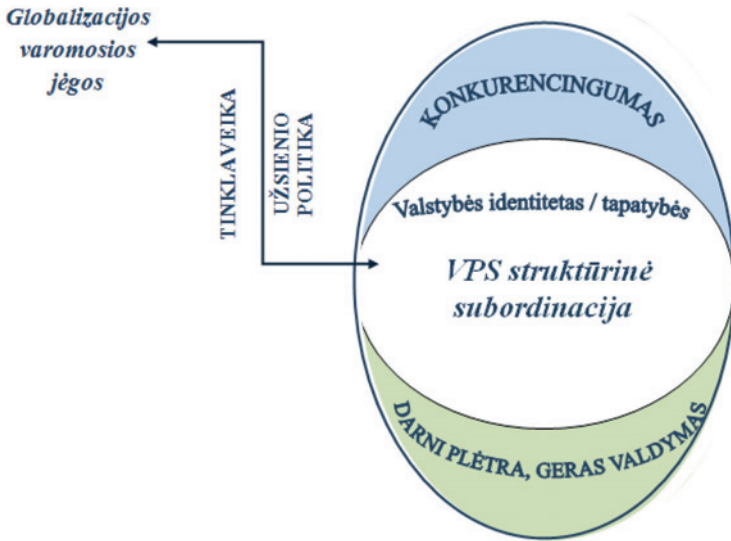 Globalizacijos
varomosios
jėgos
TINKLAVEIKA
UŽSIENIO
POLITIKA
KONKURENCINGUMAS
Valstybės identitetas / tapatybės
VPS struktūrinė
subordinacija
DARNI PLĖTRA, GERAS VALDYMAS